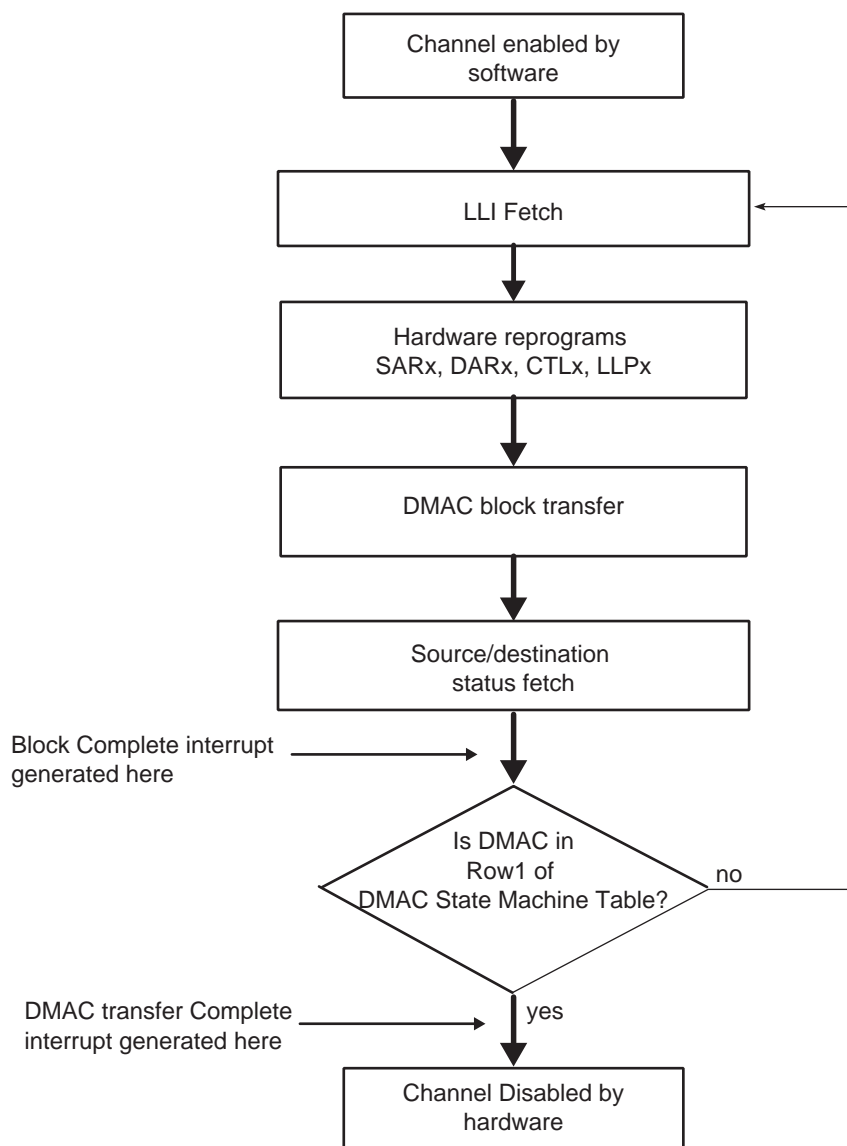 Channel enabled by
software
LLI Fetch
Hardware reprograms
SARx, DARx, CTLx, LLPx
DMAC block transfer
Source/destination
status fetch
Block Complete interrupt
generated here
Is DMAC in
Row1 of
DMAC State Machine Table?
no
DMAC transfer Complete
interrupt generated here
yes
Channel Disabled by
hardware